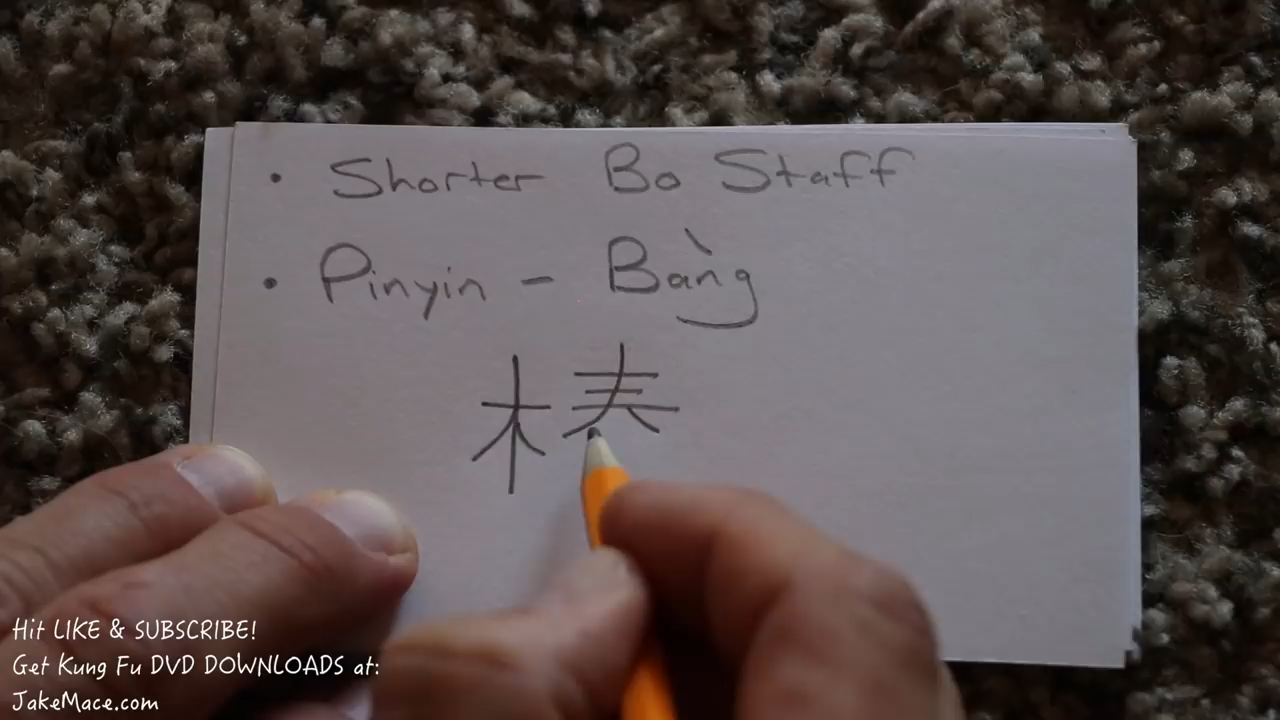 • Shorter Bo Staff
• Pinyin - Bàng
Hit LIKE & SUBSCRIBE!
Get Kung Fu DVD DOWNLOADS at:
JakeMace.com